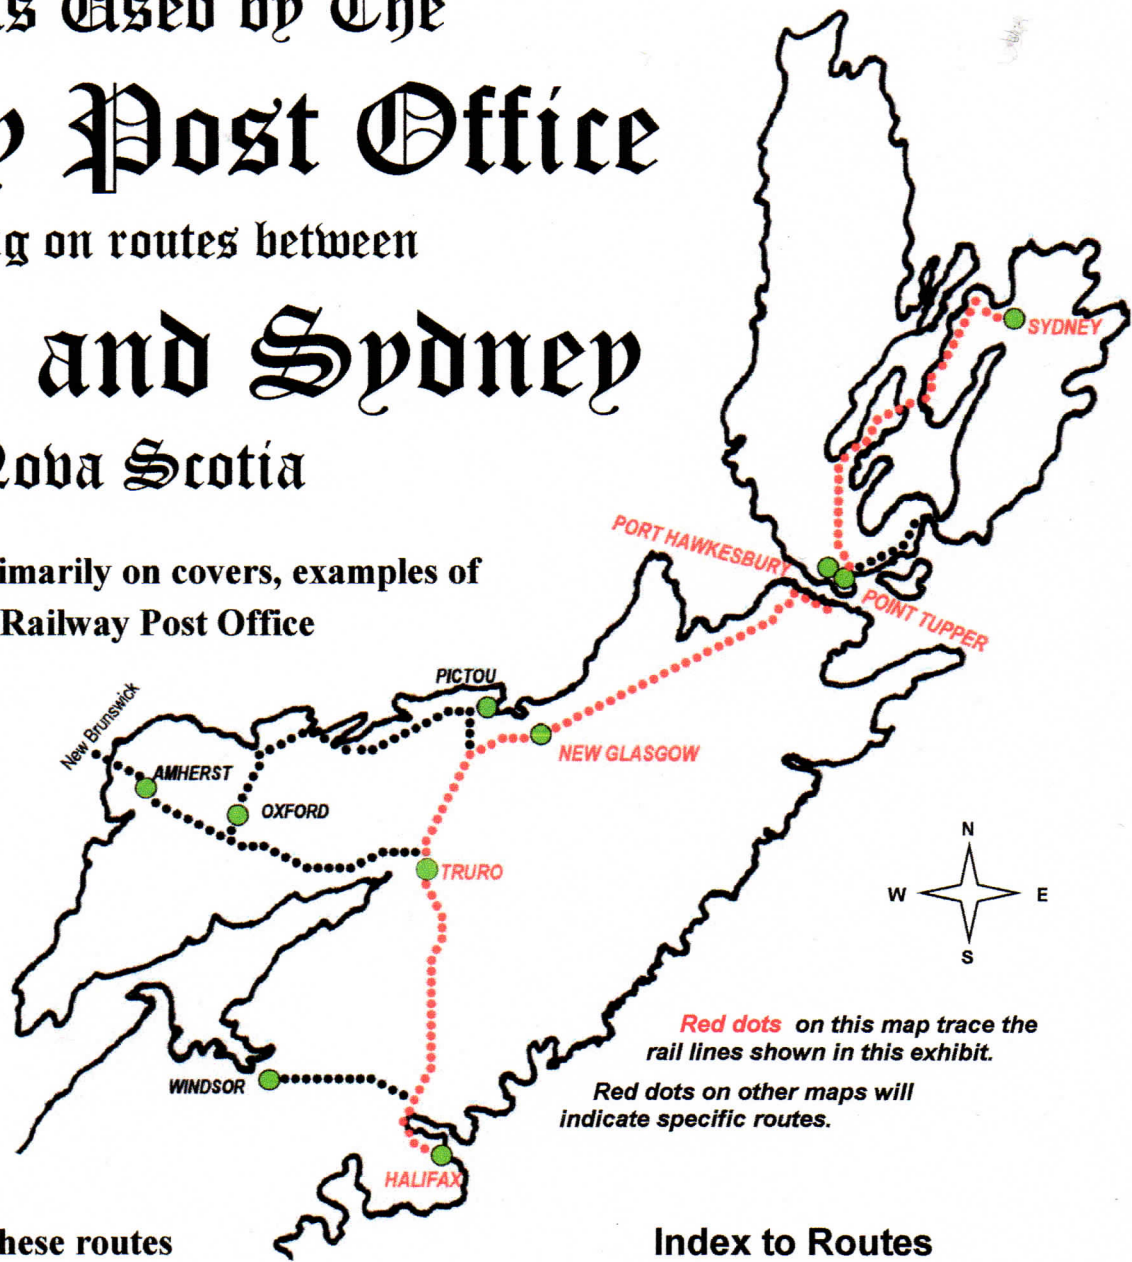 s Used by The
y Post Office
g on routes between
and Sydney
ova Scotia
imarily on covers, examples of
Railway Post Office
SYDNEY
PORT HAWKESBURY
POINT TUPPER
PICTOU
New Brunswick
NEW GLASGOW
AMHERST
OXFORD
TRURO
N
W E
S
Red dots on this map trace the
rail lines shown in this exhibit.
Red dots on other maps will
indicate specific routes.
WINDSOR
HALIFAX
hese routes
Index to Routes